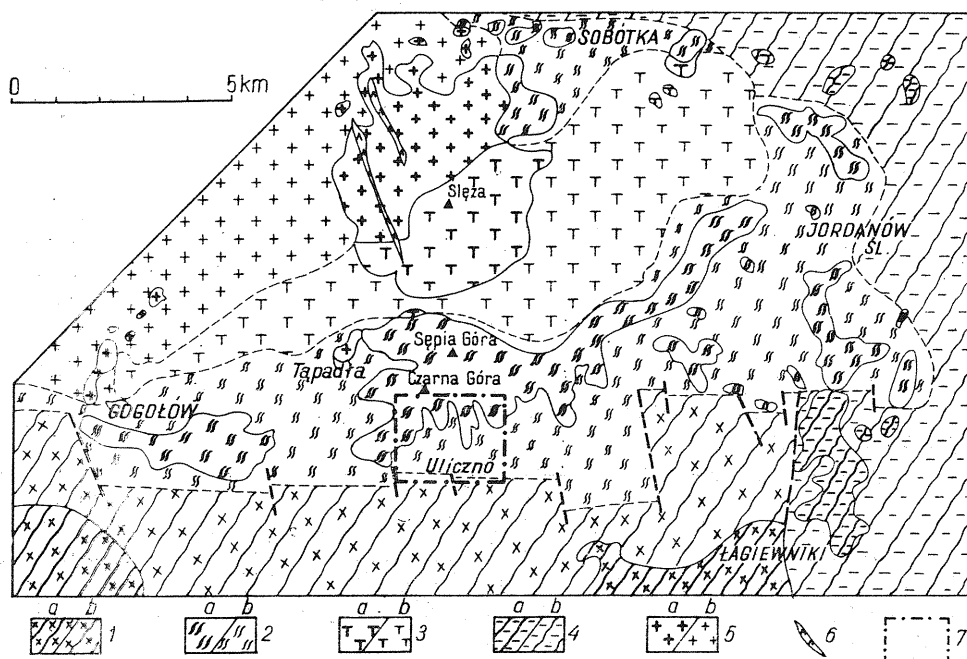 SOBÓTKA
0 5km
Ślęża
JORDANÓW
ŚL.
Sępia Góra
Tąpadła
Czarna Góra
GOGOŁÓW
Uliczno
ŁAGIEWNIKI
a b a b a b a b a b
1 2 3 4 5 6 7